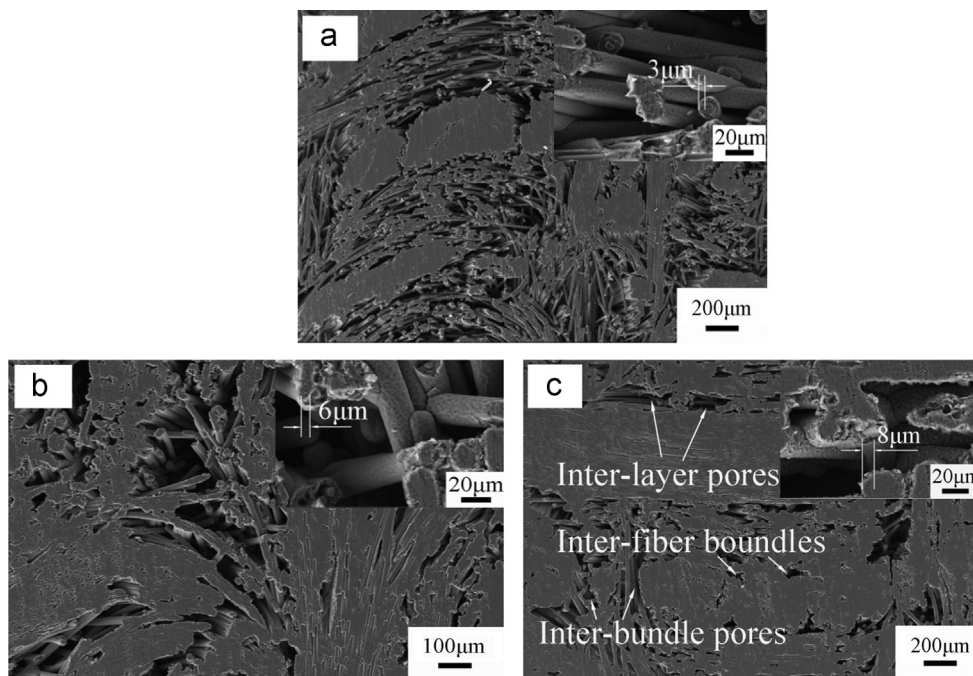 a
3μm
20μm
200μm
b
6μm
20μm
100μm
c
8μm
20μm
Inter-layer pores
Inter-fiber boundles
Inter-bundle pores
200μm